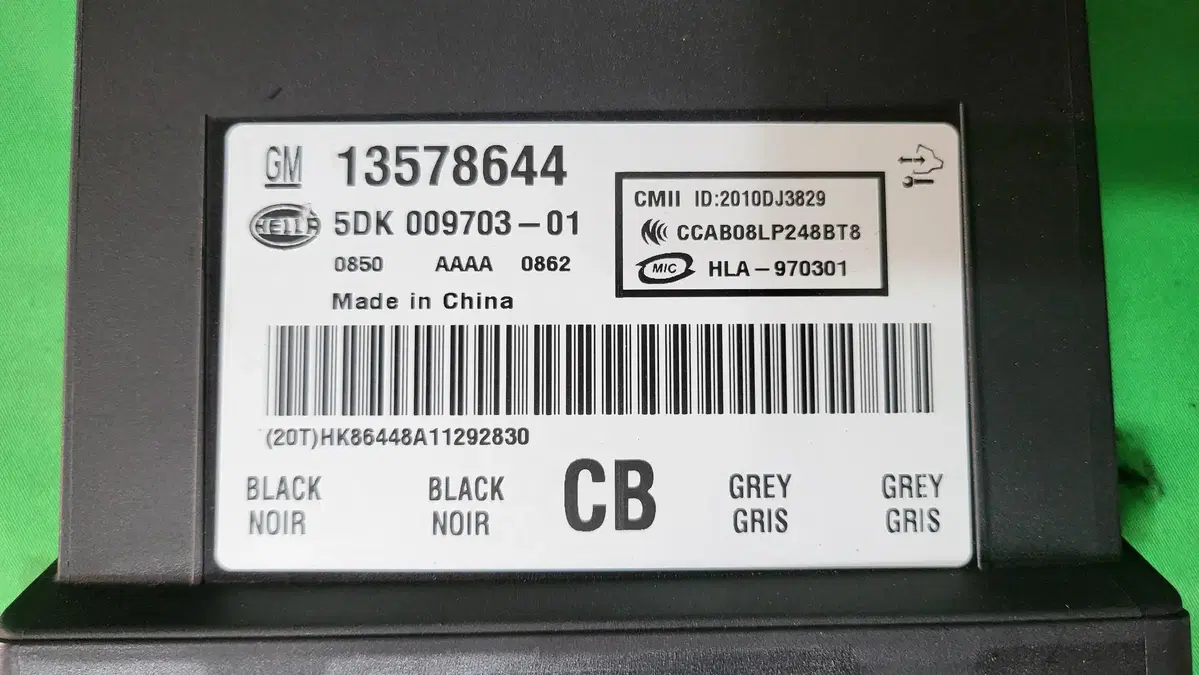 GM 13578644
HELLA 5DK 009703-01
0850 AAAA 0862
Made in China
CMII ID:2010DJ3829
CCAB08LP248BT8
MIC HLA-970301
(20T)HK86448A11292830
BLACK BLACK CB GREY GREY
NOIR NOIR GRIS GRIS